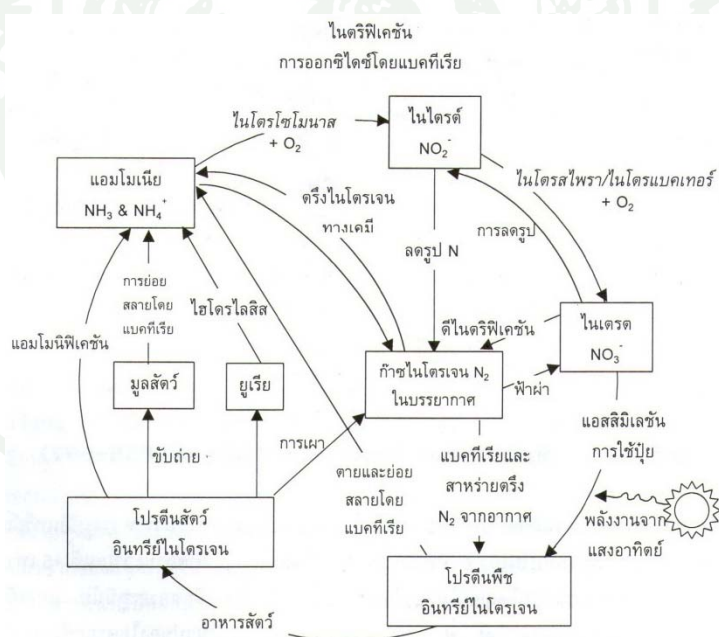 ไนตริฟิเคชัน
การออกซิไดซ์โดยแบคทีเรีย
ไนโตรโซโมนาส
+ O₂
ไนไตรต์
NO₂⁻
แอมโมเนีย
NH₃ & NH₄⁺
ตรึงไนโตรเจน
ทางเคมี
ไนโตรสไพรา/ไนโตรแบคเทอร์
+ O₂
ลดรูป N
การลดรูป
การย่อย
สลายโดย
แบคทีเรีย
ไฮโดรไลสิส
แอมโมนิฟิเคชัน
ดีไนตริฟิเคชัน
ไนเตรต
NO₃⁻
มูลสัตว์
ยูเรีย
ก๊าซไนโตรเจน N₂
ในบรรยากาศ
ฟ้าผ่า
ขับถ่าย
การเผา
ตายและย่อย
สลายโดย
แบคทีเรีย
แบคทีเรียและ
สาหร่ายตรึง
N₂ จากอากาศ
แอสสิมิเลชัน
การใช้ปุ๋ย
พลังงานจาก
แสงอาทิตย์
โปรตีนสัตว์
อินทรีย์ไนโตรเจน
โปรตีนพืช
อินทรีย์ไนโตรเจน
อาหารสัตว์